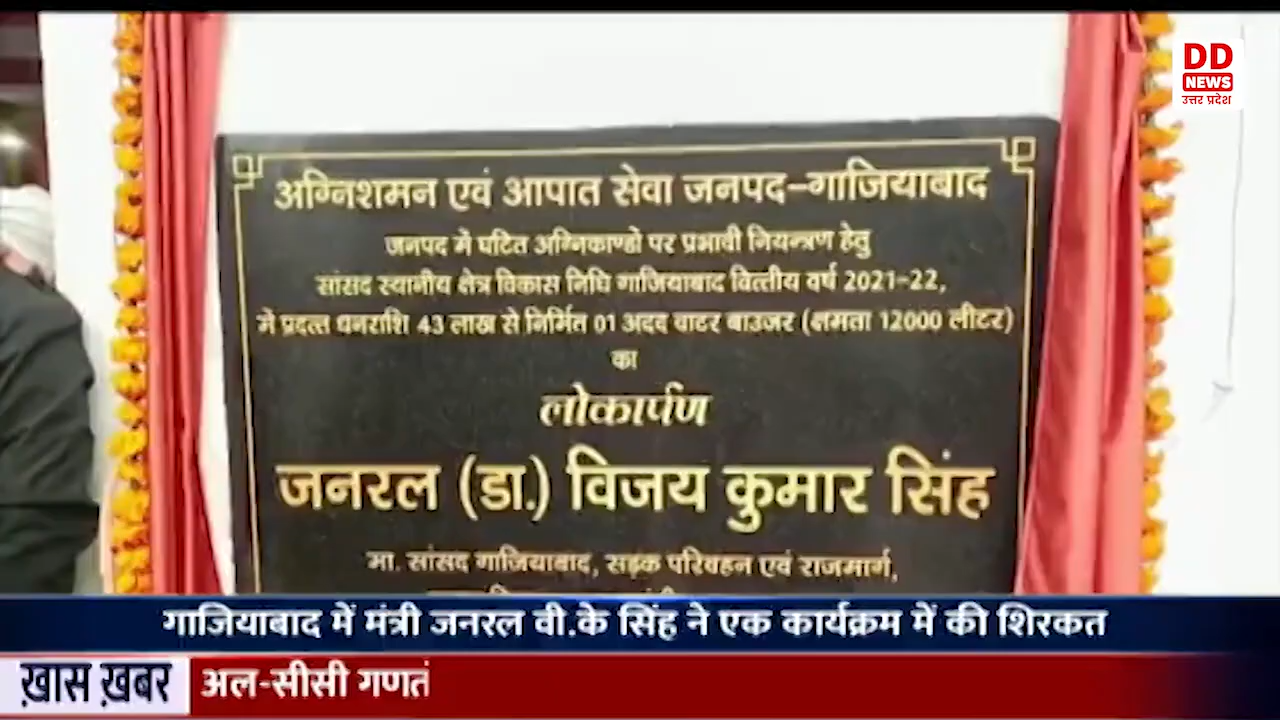 DD
NEWS
उत्तर प्रदेश
अग्निशमन एवं आपात सेवा जनपद-गाजियाबाद
जनपद में घटित अग्निकाण्डो पर प्रभावी नियन्त्रण हेतु
सांसद स्थानीय क्षेत्र विकास निधि गाजियाबाद वित्तीय वर्ष 2021-22,
में प्रदत्त धनराशि 43 लाख से निर्मित 01 अदद वाटर बाउजर (क्षमता 12000 लीटर)
का
लोकार्पण
जनरल (डा.) विजय कुमार सिंह
मा. सांसद गाजियाबाद, सड़क परिवहन एवं राजमार्ग,
गाजियाबाद में मंत्री जनरल वी.के सिंह ने एक कार्यक्रम में की शिरकत
ख़ास ख़बर
अल-सीसी गणतं